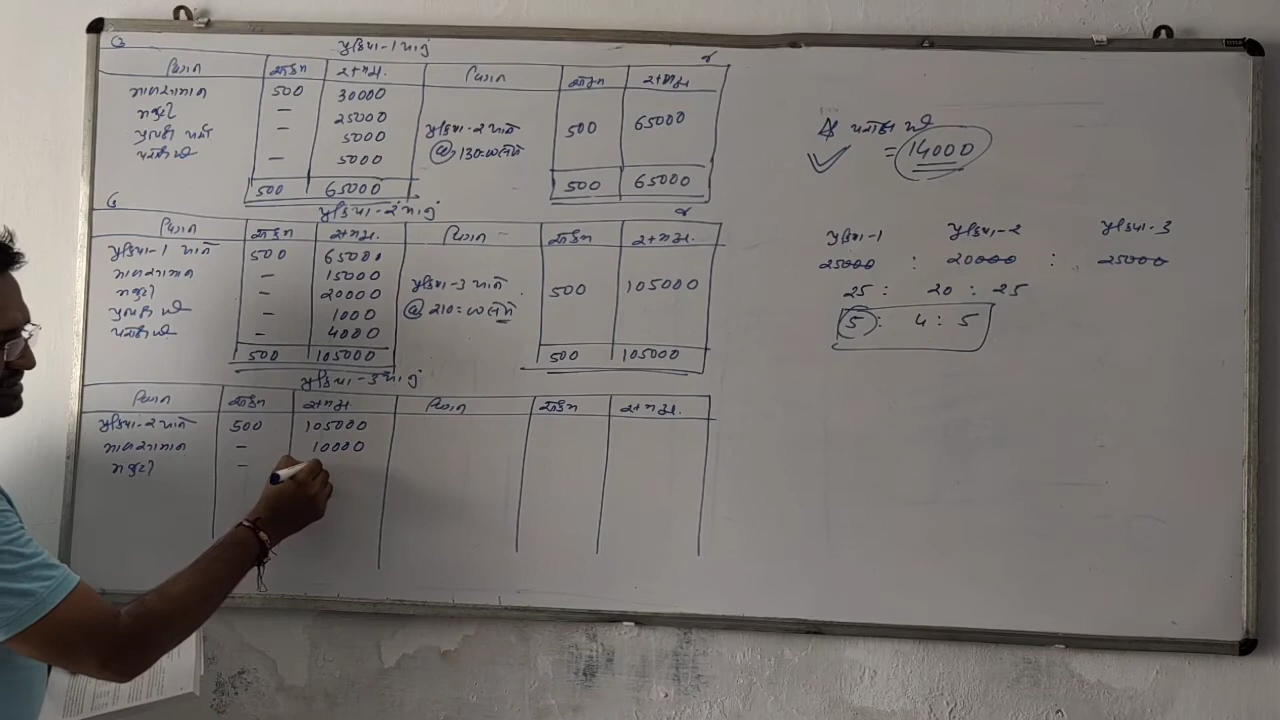 ઉ
પ્રક્રિયા-1 ખાતું
જ
વિગત એકમ રકમ રૂ. વિગત એકમ રકમ રૂ.
માલસામાન 500 30000
મજૂરી - 25000
પ્રત્યક્ષ ખર્ચ - 5000 પ્રક્રિયા-2 ખાતે 500 65000
પરોક્ષ ખર્ચ - 5000 @ 130
500 65000 500 65000
ઉ
પ્રક્રિયા-2 ખાતું
જ
વિગત એકમ રકમ રૂ. વિગત એકમ રકમ રૂ.
પ્રક્રિયા-1 ખાતે 500 65000
માલસામાન - 15000
મજૂરી - 20000 પ્રક્રિયા-3 ખાતે 500 105000
પ્રત્યક્ષ ખર્ચ - 1000 @ 210
પરોક્ષ ખર્ચ - 4000
500 105000 500 105000
પ્રક્રિયા-3 ખાતું
વિગત એકમ રકમ રૂ. વિગત એકમ રકમ રૂ.
પ્રક્રિયા-2 ખાતે 500 105000
માલસામાન - 10000
મજૂરી -
* પરોક્ષ ખર્ચ
= 14000
પ્રક્રિયા-1 પ્રક્રિયા-2 પ્રક્રિયા-3
25000 : 20000 : 25000
25 : 20 : 25
5 : 4 : 5